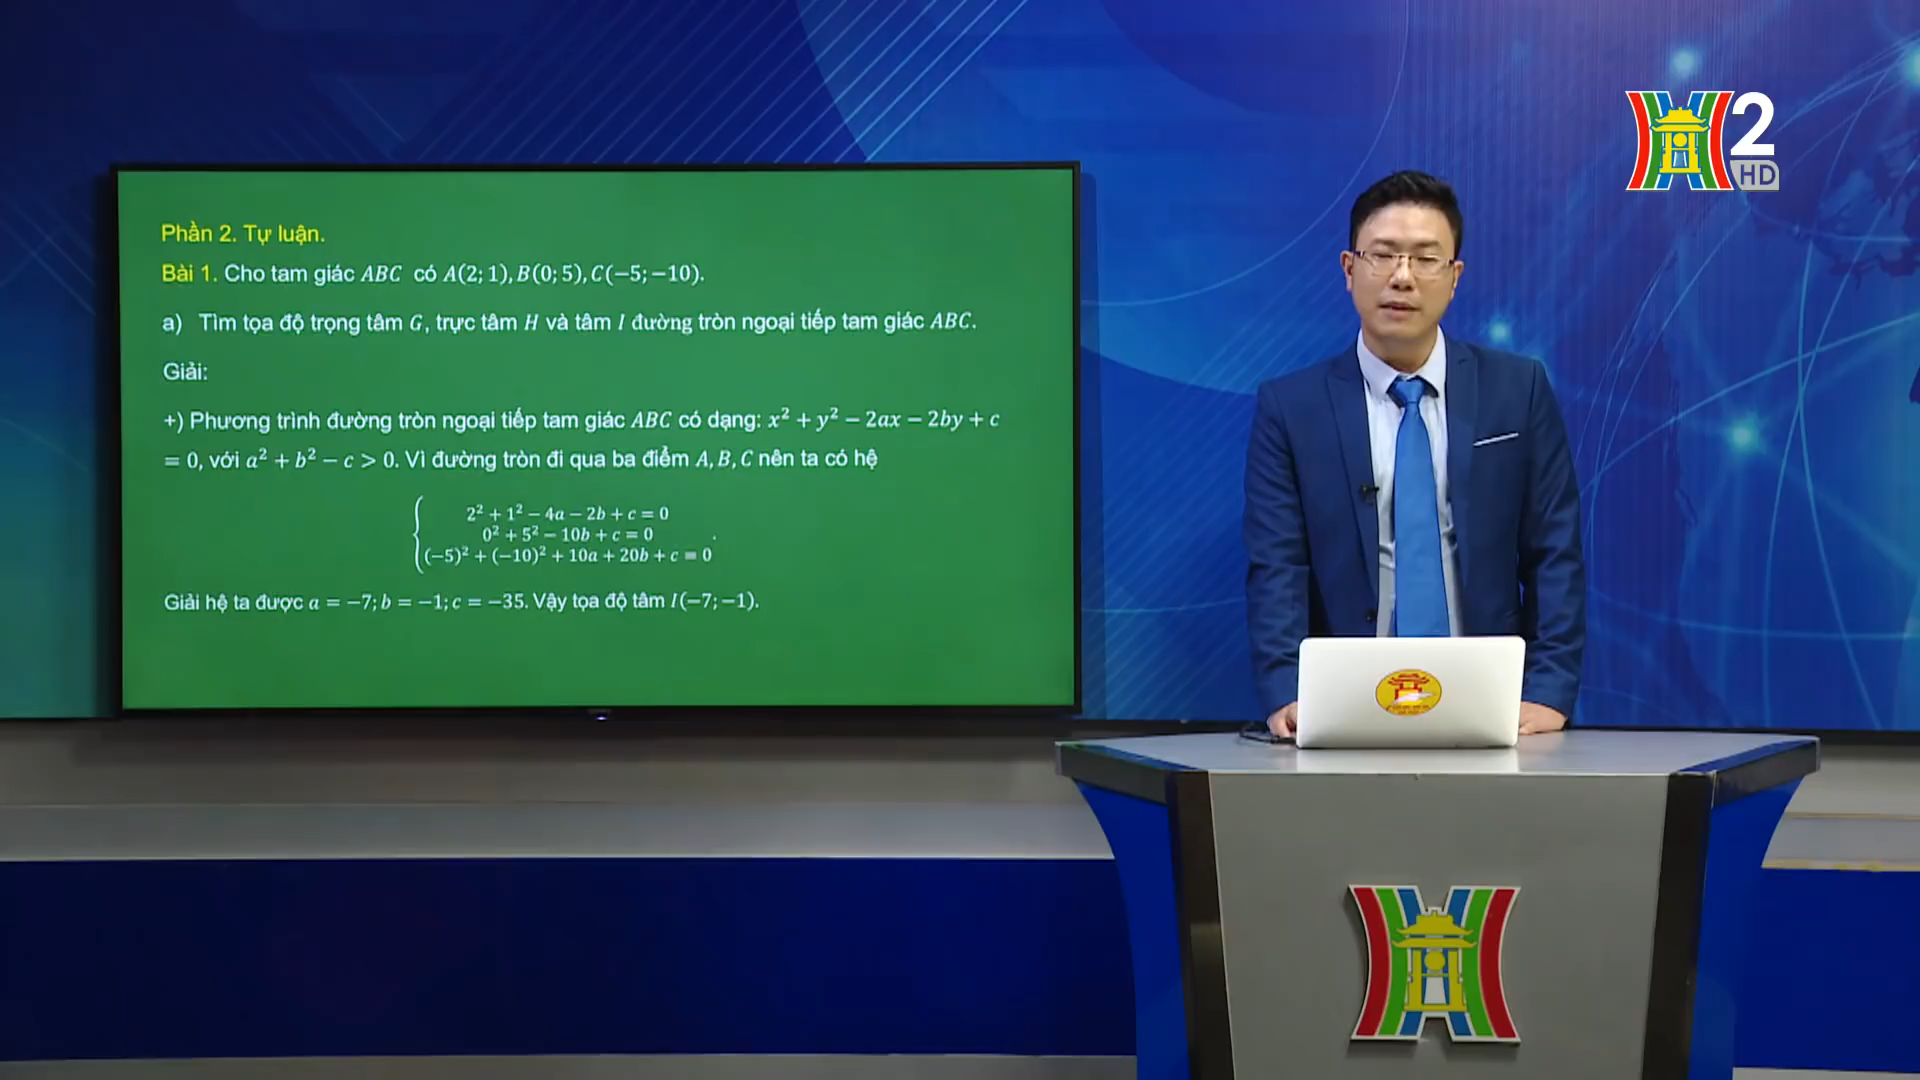 2
HD
Phần 2. Tự luận.
Bài 1. Cho tam giác ABC có A(2; 1), B(0; 5), C(−5; −10).
a) Tìm tọa độ trọng tâm G, trực tâm H và tâm I đường tròn ngoại tiếp tam giác ABC.
Giải:
+) Phương trình đường tròn ngoại tiếp tam giác ABC có dạng: x² + y² − 2ax − 2by + c
= 0, với a² + b² − c > 0. Vì đường tròn đi qua ba điểm A, B, C nên ta có hệ
2² + 1² − 4a − 2b + c = 0
0² + 5² − 10b + c = 0
(−5)² + (−10)² + 10a + 20b + c = 0
Giải hệ ta được a = −7; b = −1; c = −35. Vậy tọa độ tâm I(−7; −1).